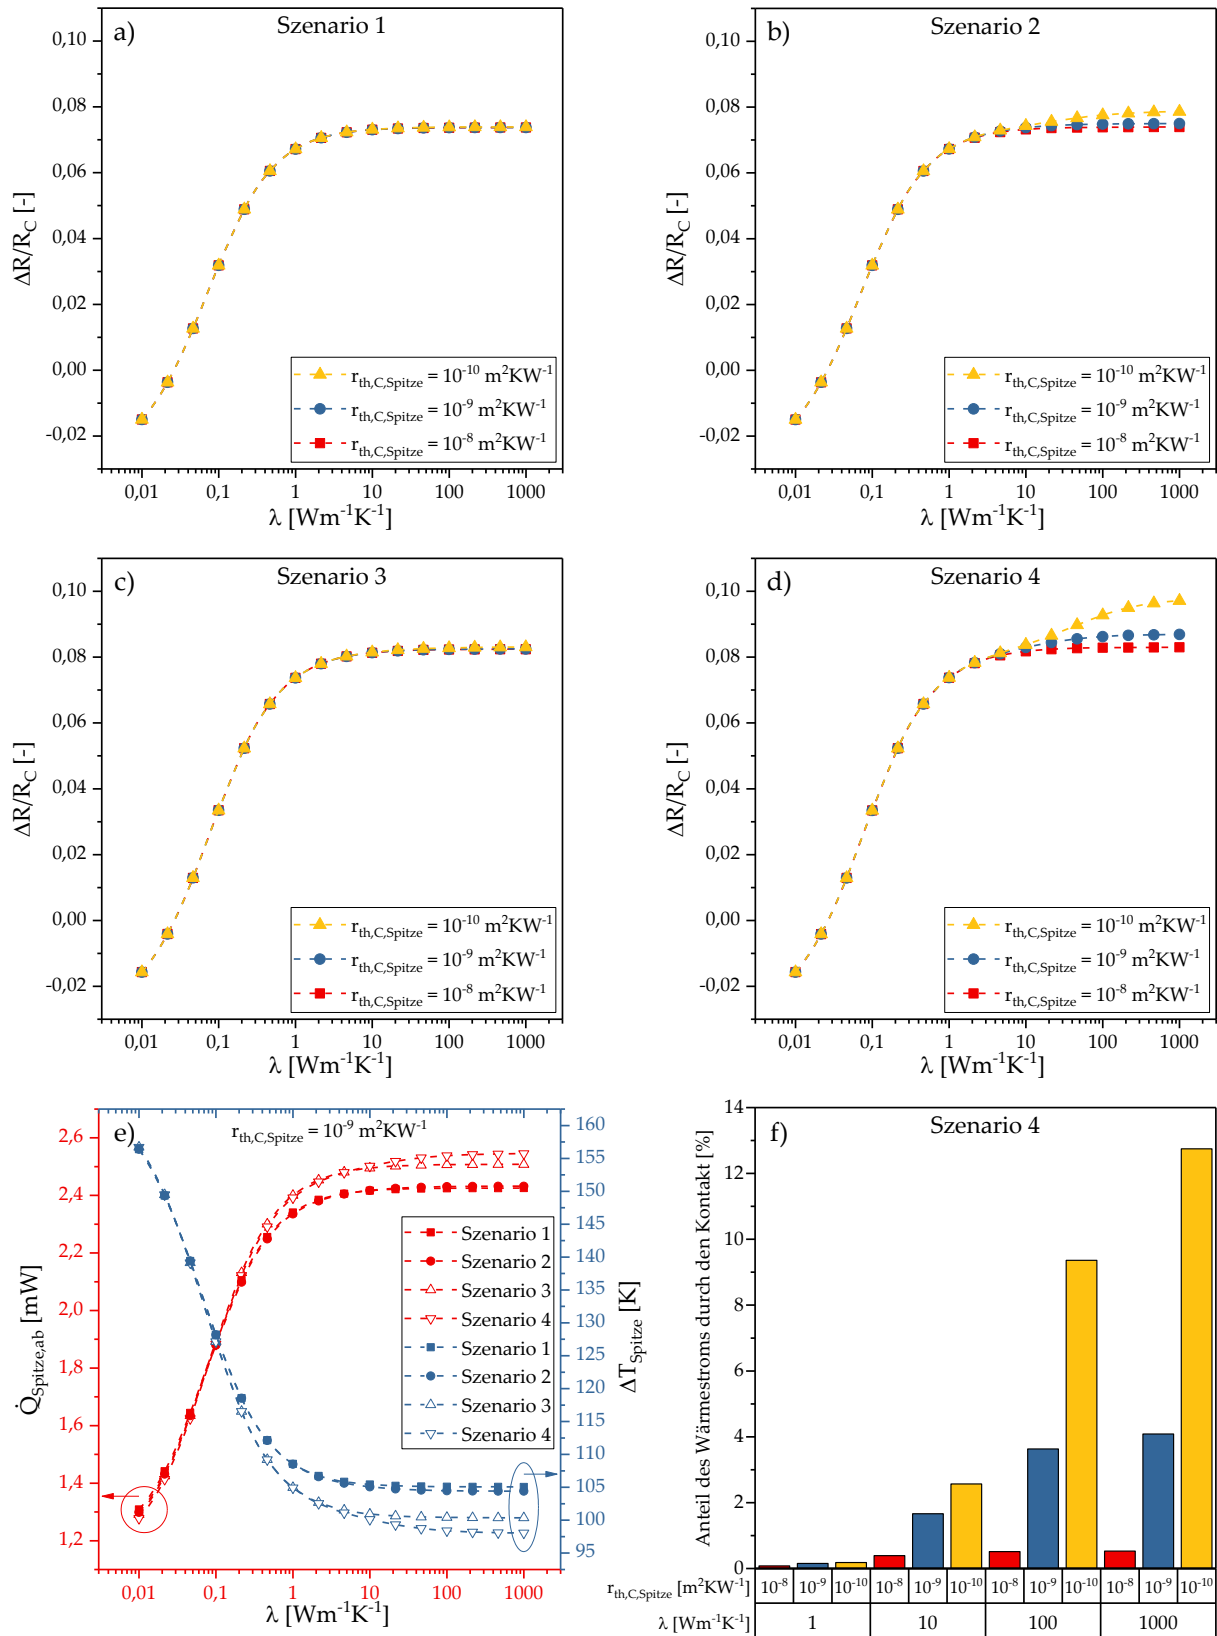 a)
Szenario 1
0,10
0,08
0,06
0,04
0,02
0,00
-0,02
ΔR/R_C [-]
r_th,C,Spitze = 10⁻¹⁰ m²KW⁻¹
r_th,C,Spitze = 10⁻⁹ m²KW⁻¹
r_th,C,Spitze = 10⁻⁸ m²KW⁻¹
0,01 0,1 1 10 100 1000
λ [Wm⁻¹K⁻¹]
b)
Szenario 2
0,10
0,08
0,06
0,04
0,02
0,00
-0,02
ΔR/R_C [-]
r_th,C,Spitze = 10⁻¹⁰ m²KW⁻¹
r_th,C,Spitze = 10⁻⁹ m²KW⁻¹
r_th,C,Spitze = 10⁻⁸ m²KW⁻¹
0,01 0,1 1 10 100 1000
λ [Wm⁻¹K⁻¹]
c)
Szenario 3
0,10
0,08
0,06
0,04
0,02
0,00
-0,02
ΔR/R_C [-]
r_th,C,Spitze = 10⁻¹⁰ m²KW⁻¹
r_th,C,Spitze = 10⁻⁹ m²KW⁻¹
r_th,C,Spitze = 10⁻⁸ m²KW⁻¹
0,01 0,1 1 10 100 1000
λ [Wm⁻¹K⁻¹]
d)
Szenario 4
0,10
0,08
0,06
0,04
0,02
0,00
-0,02
ΔR/R_C [-]
r_th,C,Spitze = 10⁻¹⁰ m²KW⁻¹
r_th,C,Spitze = 10⁻⁹ m²KW⁻¹
r_th,C,Spitze = 10⁻⁸ m²KW⁻¹
0,01 0,1 1 10 100 1000
λ [Wm⁻¹K⁻¹]
e)
r_th,C,Spitze = 10⁻⁹ m²KW⁻¹
2,6
2,4
2,2
2,0
1,8
1,6
1,4
1,2
Q̇_Spitze,ab [mW]
Szenario 1
Szenario 2
Szenario 3
Szenario 4
Szenario 1
Szenario 2
Szenario 3
Szenario 4
160
155
150
145
140
135
130
125
120
115
110
105
100
95
ΔT_Spitze [K]
0,01 0,1 1 10 100 1000
λ [Wm⁻¹K⁻¹]
f)
Szenario 4
14
12
10
8
6
4
2
0
Anteil des Wärmestroms durch den Kontakt [%]
r_th,C,Spitze [m²KW⁻¹] 10⁻⁸ 10⁻⁹ 10⁻¹⁰ 10⁻⁸ 10⁻⁹ 10⁻¹⁰ 10⁻⁸ 10⁻⁹ 10⁻¹⁰ 10⁻⁸ 10⁻⁹ 10⁻¹⁰
λ [Wm⁻¹K⁻¹] 1 10 100 1000